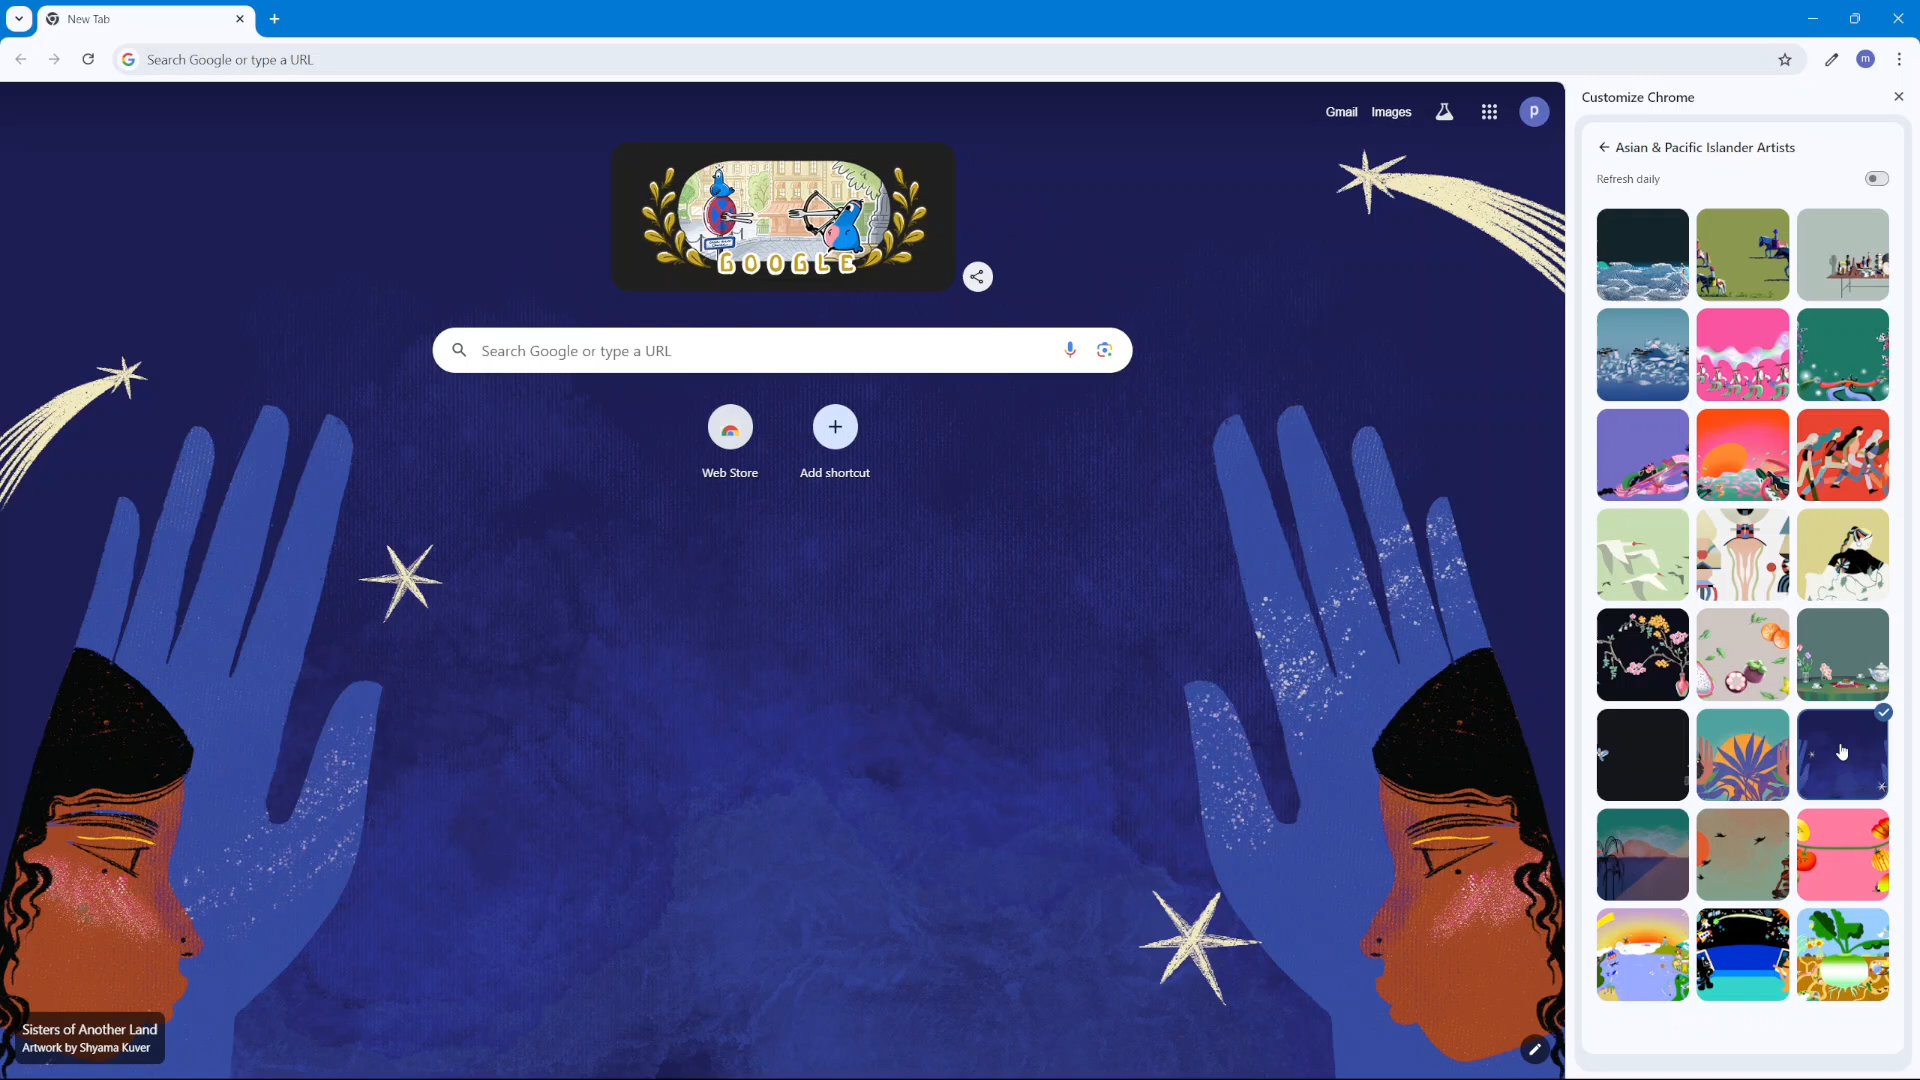 New Tab
Search Google or type a URL
m
Customize Chrome
Gmail Images
P
Asian & Pacific Islander Artists
Refresh daily
GOOGLE
Search Google or type a URL
Web Store
Add shortcut
Sisters of Another Land
Artwork by Shyama Kuver